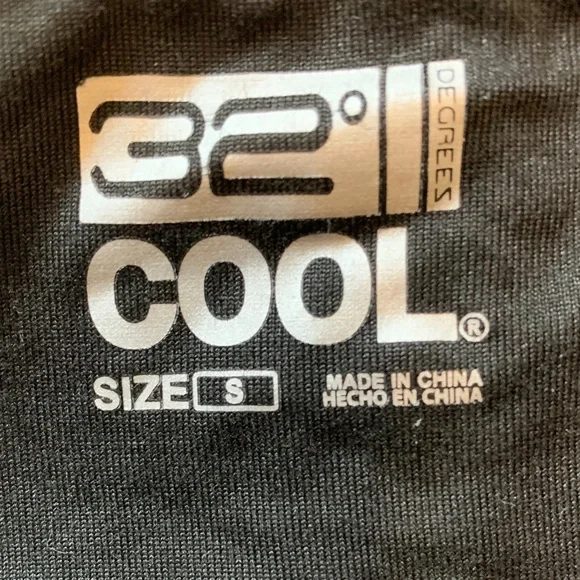 32°
DEGREES
COOL®
SIZE S
MADE IN CHINA
HECHO EN CHINA